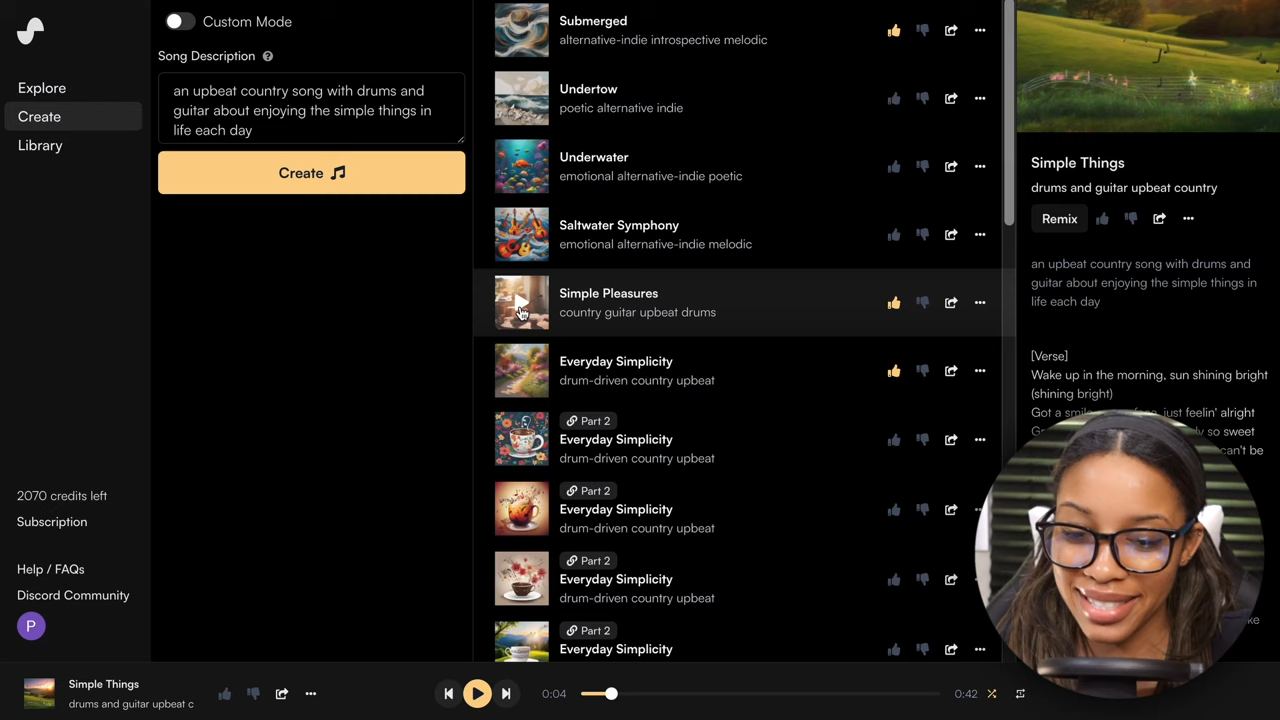 Explore
Create
Library
2070 credits left
Subscription
Help / FAQs
Discord Community
P
Custom Mode
Song Description ?
an upbeat country song with drums and
guitar about enjoying the simple things in
life each day
Create
Submerged
alternative-indie introspective melodic
Undertow
poetic alternative indie
Underwater
emotional alternative-indie poetic
Saltwater Symphony
emotional alternative-indie melodic
Simple Pleasures
country guitar upbeat drums
Everyday Simplicity
drum-driven country upbeat
Part 2
Everyday Simplicity
drum-driven country upbeat
Part 2
Everyday Simplicity
drum-driven country upbeat
Part 2
Everyday Simplicity
drum-driven country upbeat
Part 2
Everyday Simplicity
Simple Things
drums and guitar upbeat country
Remix
an upbeat country song with drums and
guitar about enjoying the simple things in
life each day
[Verse]
Wake up in the morning, sun shining bright
(shining bright)
Got a smile just feelin' alright
so sweet
can't be
Simple Things
drums and guitar upbeat c
0:04
0:42